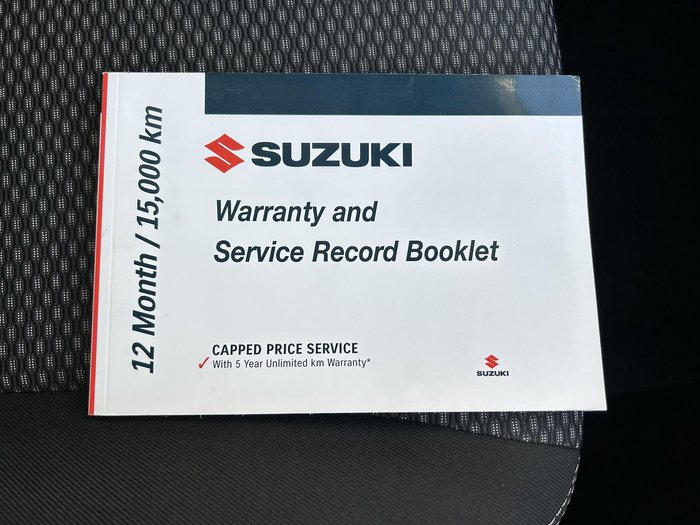 12 Month / 15,000 km
SUZUKI
Warranty and
Service Record Booklet
CAPPED PRICE SERVICE
With 5 Year Unlimited km Warranty*
SUZUKI